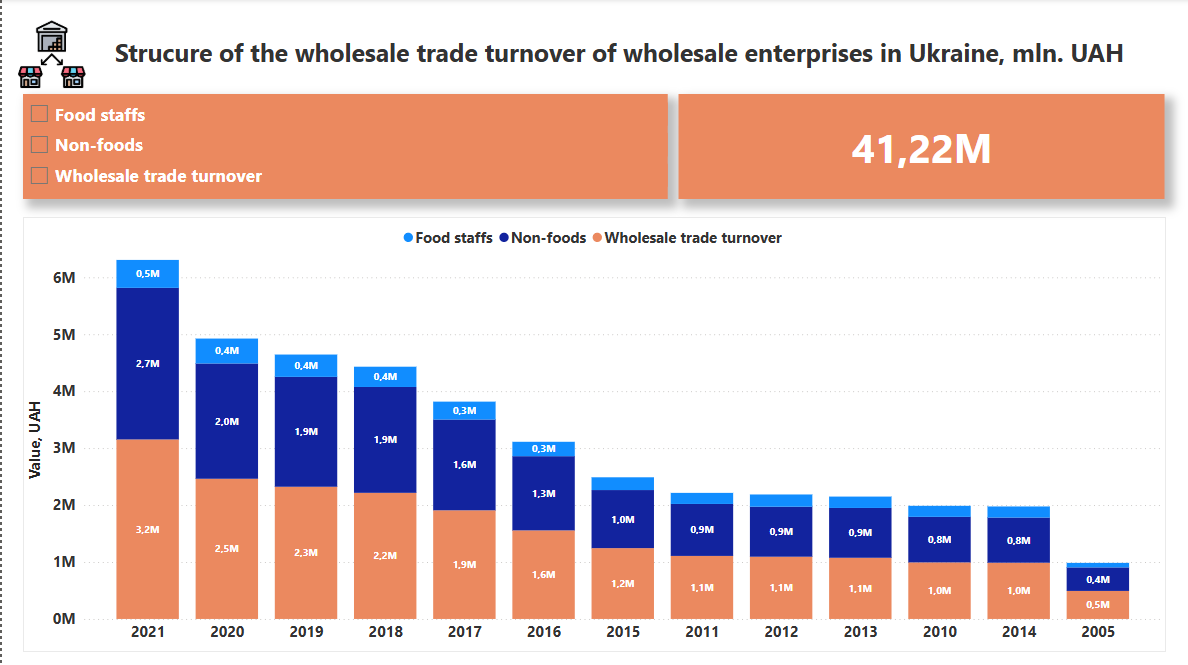 Strucure of the wholesale trade turnover of wholesale enterprises in Ukraine, mln. UAH
Food staffs
Non-foods
Wholesale trade turnover
41,22M
Food staffs Non-foods Wholesale trade turnover
Value, UAH
6M
5M
4M
3M
2M
1M
0M
0,5M
2,7M
3,2M
0,4M
2,0M
2,5M
0,4M
1,9M
2,3M
0,4M
1,9M
2,2M
0,3M
1,6M
1,9M
0,3M
1,3M
1,6M
1,0M
1,2M
0,9M
1,1M
0,9M
1,1M
0,9M
1,1M
0,8M
1,0M
0,8M
1,0M
0,4M
0,5M
2021 2020 2019 2018 2017 2016 2015 2011 2012 2013 2010 2014 2005